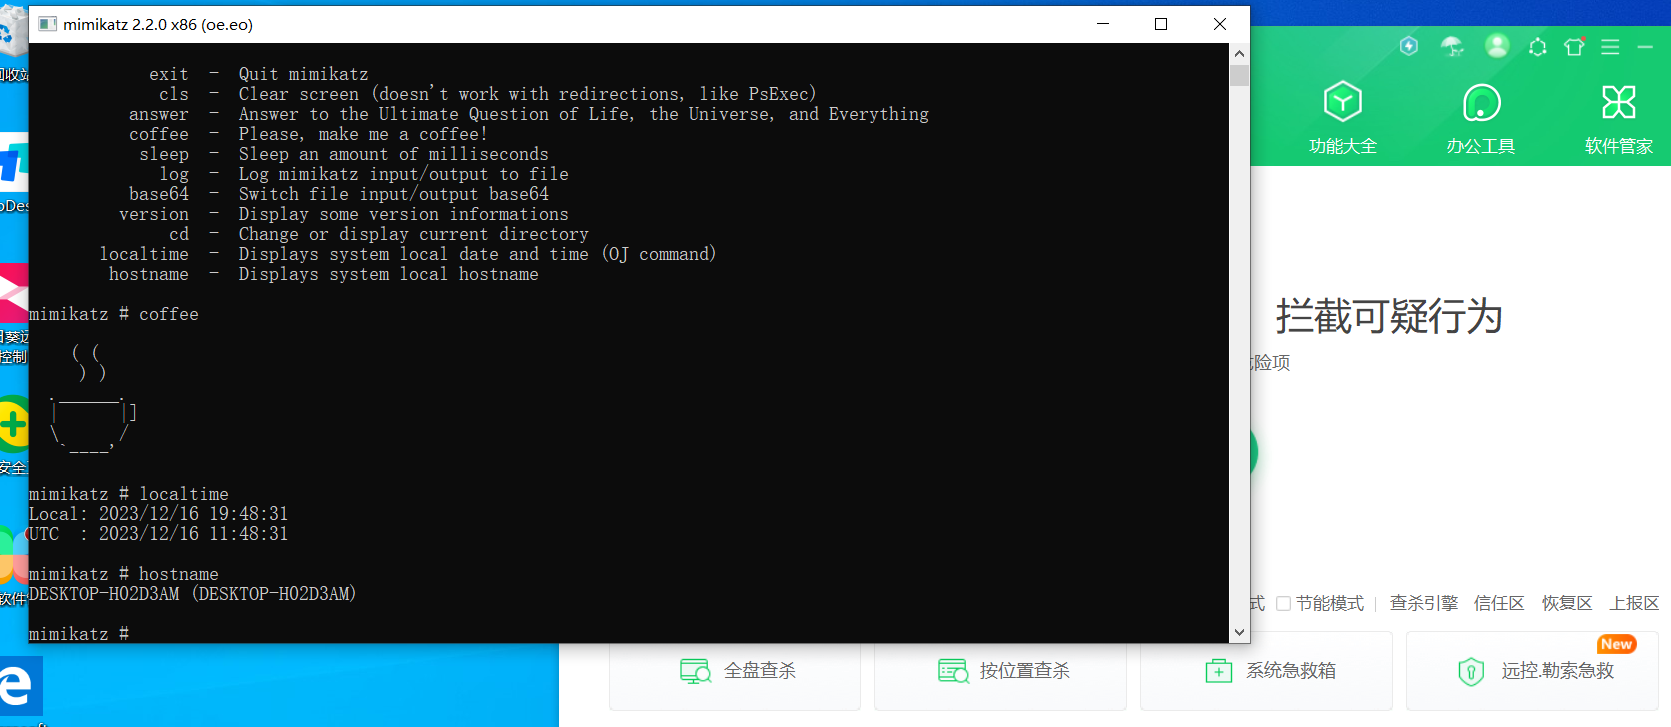 mimikatz 2.2.0 x86 (oe.eo)
exit - Quit mimikatz
cls - Clear screen (doesn't work with redirections, like PsExec)
answer - Answer to the Ultimate Question of Life, the Universe, and Everything
coffee - Please, make me a coffee!
sleep - Sleep an amount of milliseconds
log - Log mimikatz input/output to file
base64 - Switch file input/output base64
version - Display some version informations
cd - Change or display current directory
localtime - Displays system local date and time (OJ command)
hostname - Displays system local hostname
mimikatz # coffee
mimikatz # localtime
Local: 2023/12/16 19:48:31
UTC  : 2023/12/16 11:48:31
mimikatz # hostname
DESKTOP-H02D3AM (DESKTOP-H02D3AM)
mimikatz #
控制
安全
软件
功能大全
办公工具
软件管家
拦截可疑行为
险项
式
节能模式
查杀引擎
信任区
恢复区
上报区
全盘查杀
按位置查杀
系统急救箱
New
远控.勒索急救